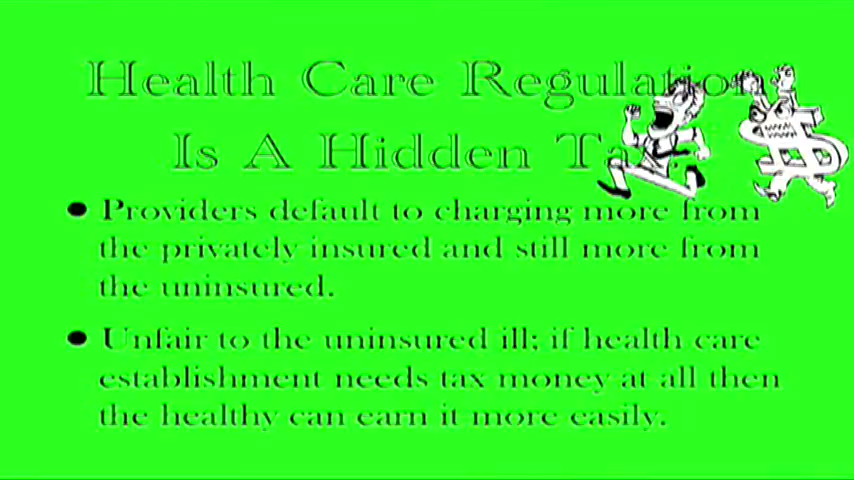 Health Care Regulation
Is A Hidden Tax
● Providers default to charging more from
the privately insured and still more from
the uninsured.
● Unfair to the uninsured ill; if health care
establishment needs tax money at all then
the healthy can earn it more easily.